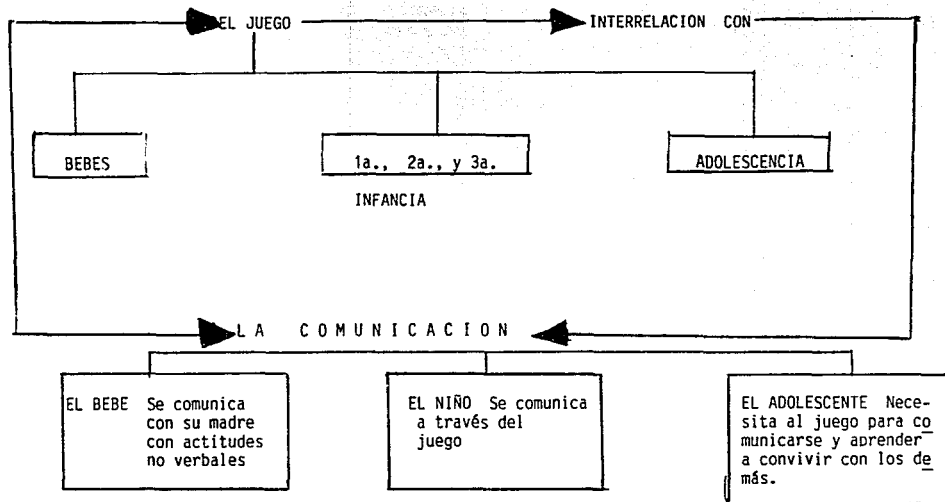 EL JUEGO INTERRELACION CON
BEBES
1a., 2a., y 3a.
INFANCIA
ADOLESCENCIA
LA COMUNICACION
EL BEBE Se comunica
con su madre
con actitudes
no verbales
EL NIÑO Se comunica
a través del
juego
EL ADOLESCENTE Nece-
sita al juego para co
municarse y aprender
a convivir con los de
más.